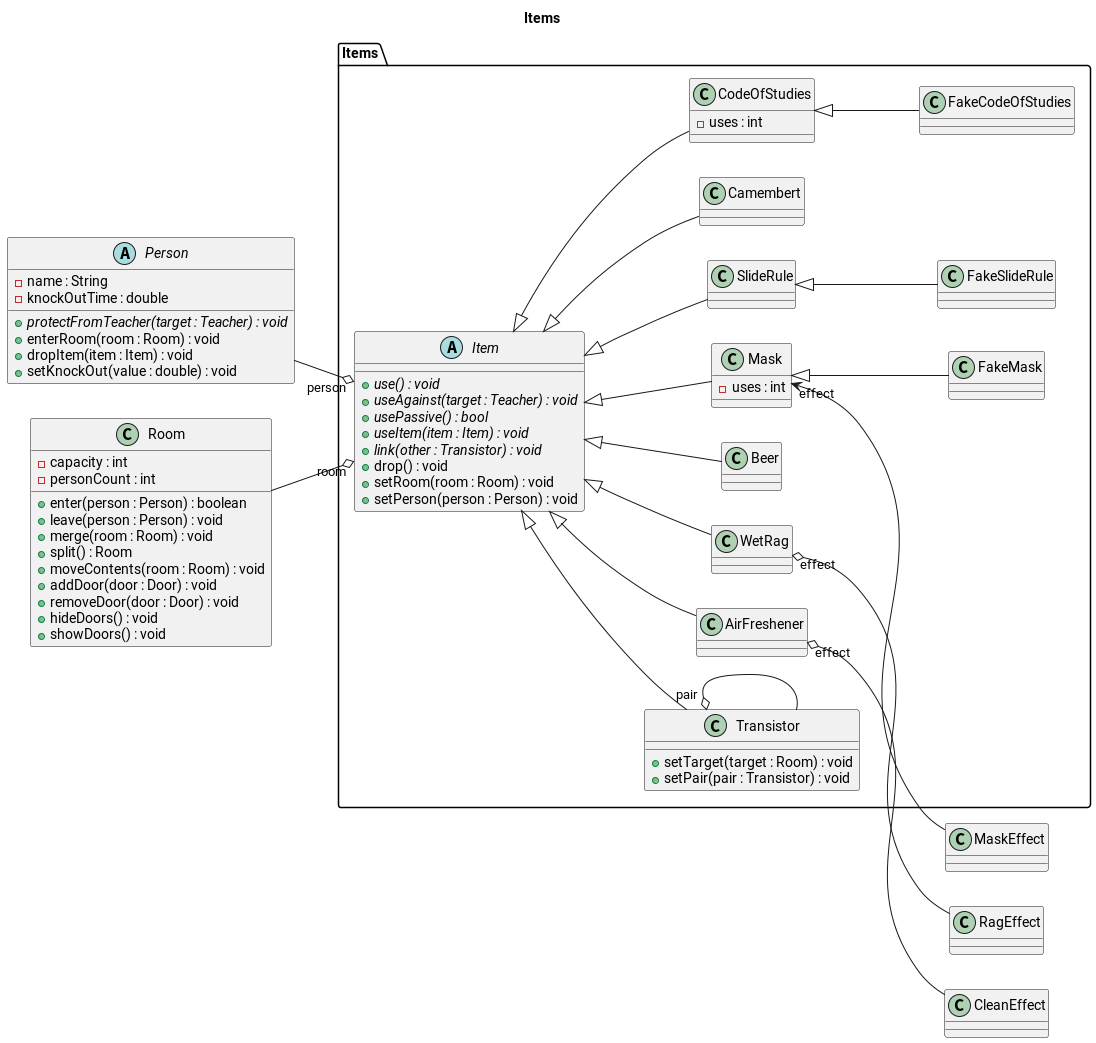 Items
Items
C CodeOfStudies
uses : int
C FakeCodeOfStudies
C Camembert
C SlideRule
C FakeSlideRule
A Person
name : String
knockOutTime : double
protectFromTeacher(target : Teacher) : void
enterRoom(room : Room) : void
dropItem(item : Item) : void
setKnockOut(value : double) : void
person
A Item
use() : void
useAgainst(target : Teacher) : void
usePassive() : bool
useItem(item : Item) : void
link(other : Transistor) : void
drop() : void
setRoom(room : Room) : void
setPerson(person : Person) : void
C Mask
uses : int
effect
C FakeMask
C Room
capacity : int
personCount : int
enter(person : Person) : boolean
leave(person : Person) : void
merge(room : Room) : void
split() : Room
moveContents(room : Room) : void
addDoor(door : Door) : void
removeDoor(door : Door) : void
hideDoors() : void
showDoors() : void
room
C Beer
C WetRag
effect
C AirFreshener
effect
pair
C Transistor
setTarget(target : Room) : void
setPair(pair : Transistor) : void
C MaskEffect
C RagEffect
C CleanEffect